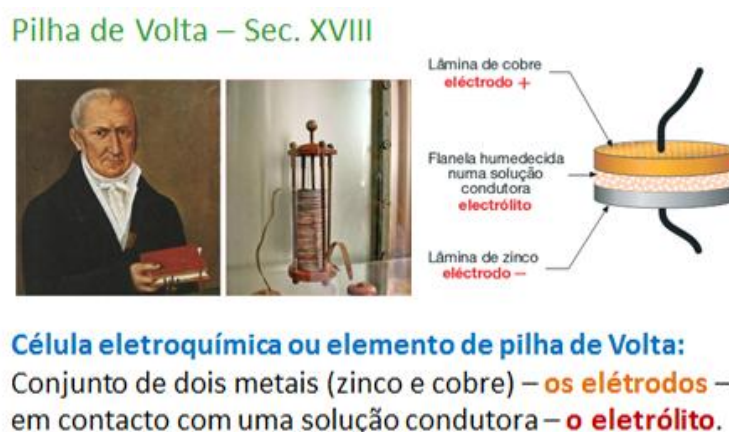 Pilha de Volta – Sec. XVIII
Lâmina de cobre
eléctrodo +
Flanela humedecida
numa solução
condutora
electrólito
Lâmina de zinco
eléctrodo –
Célula eletroquímica ou elemento de pilha de Volta:
Conjunto de dois metais (zinco e cobre) – os elétrodos –
em contacto com uma solução condutora – o eletrólito.